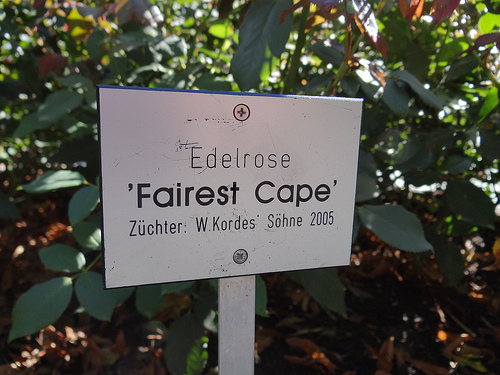 Edelrose
'Fairest Cape'
Züchter: W.Kordes' Söhne 2005